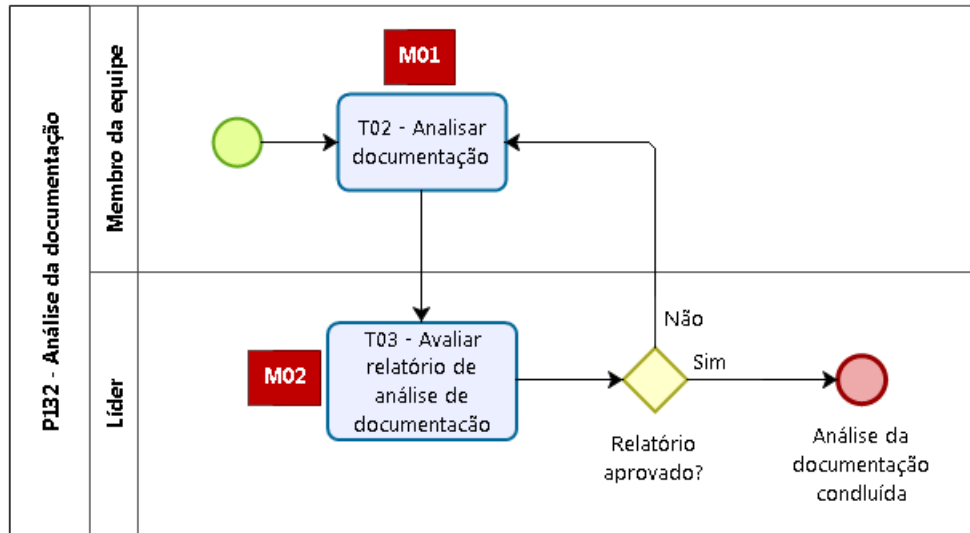 P132 - Análise da documentação
Membro da equipe
M01
T02 - Analisar
documentação
Líder
M02
T03 - Avaliar
relatório de
análise de
documentacão
Não
Sim
Relatório
aprovado?
Análise da
documentação
condluída